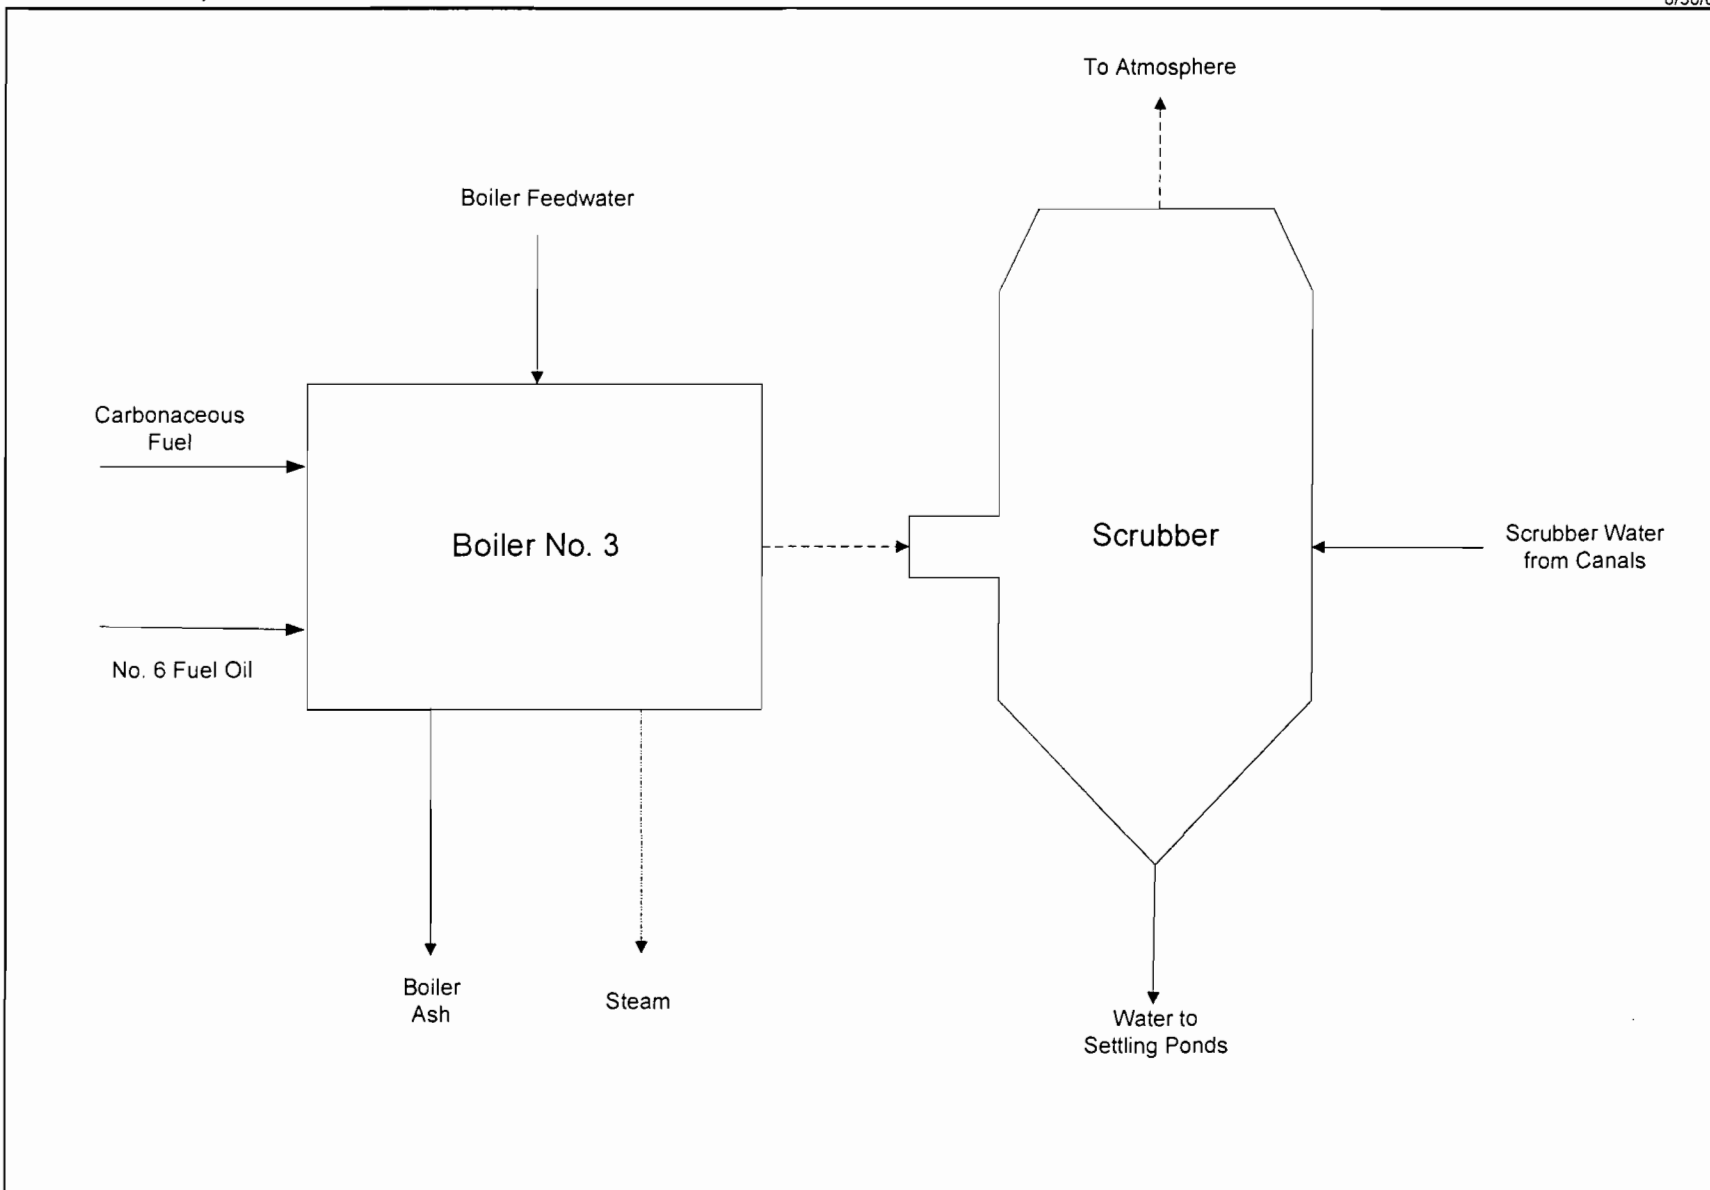 To Atmosphere
Boiler Feedwater
Carbonaceous
Fuel
Boiler No. 3
Scrubber
Scrubber Water
from Canals
No. 6 Fuel Oil
Boiler
Ash
Steam
Water to
Settling Ponds